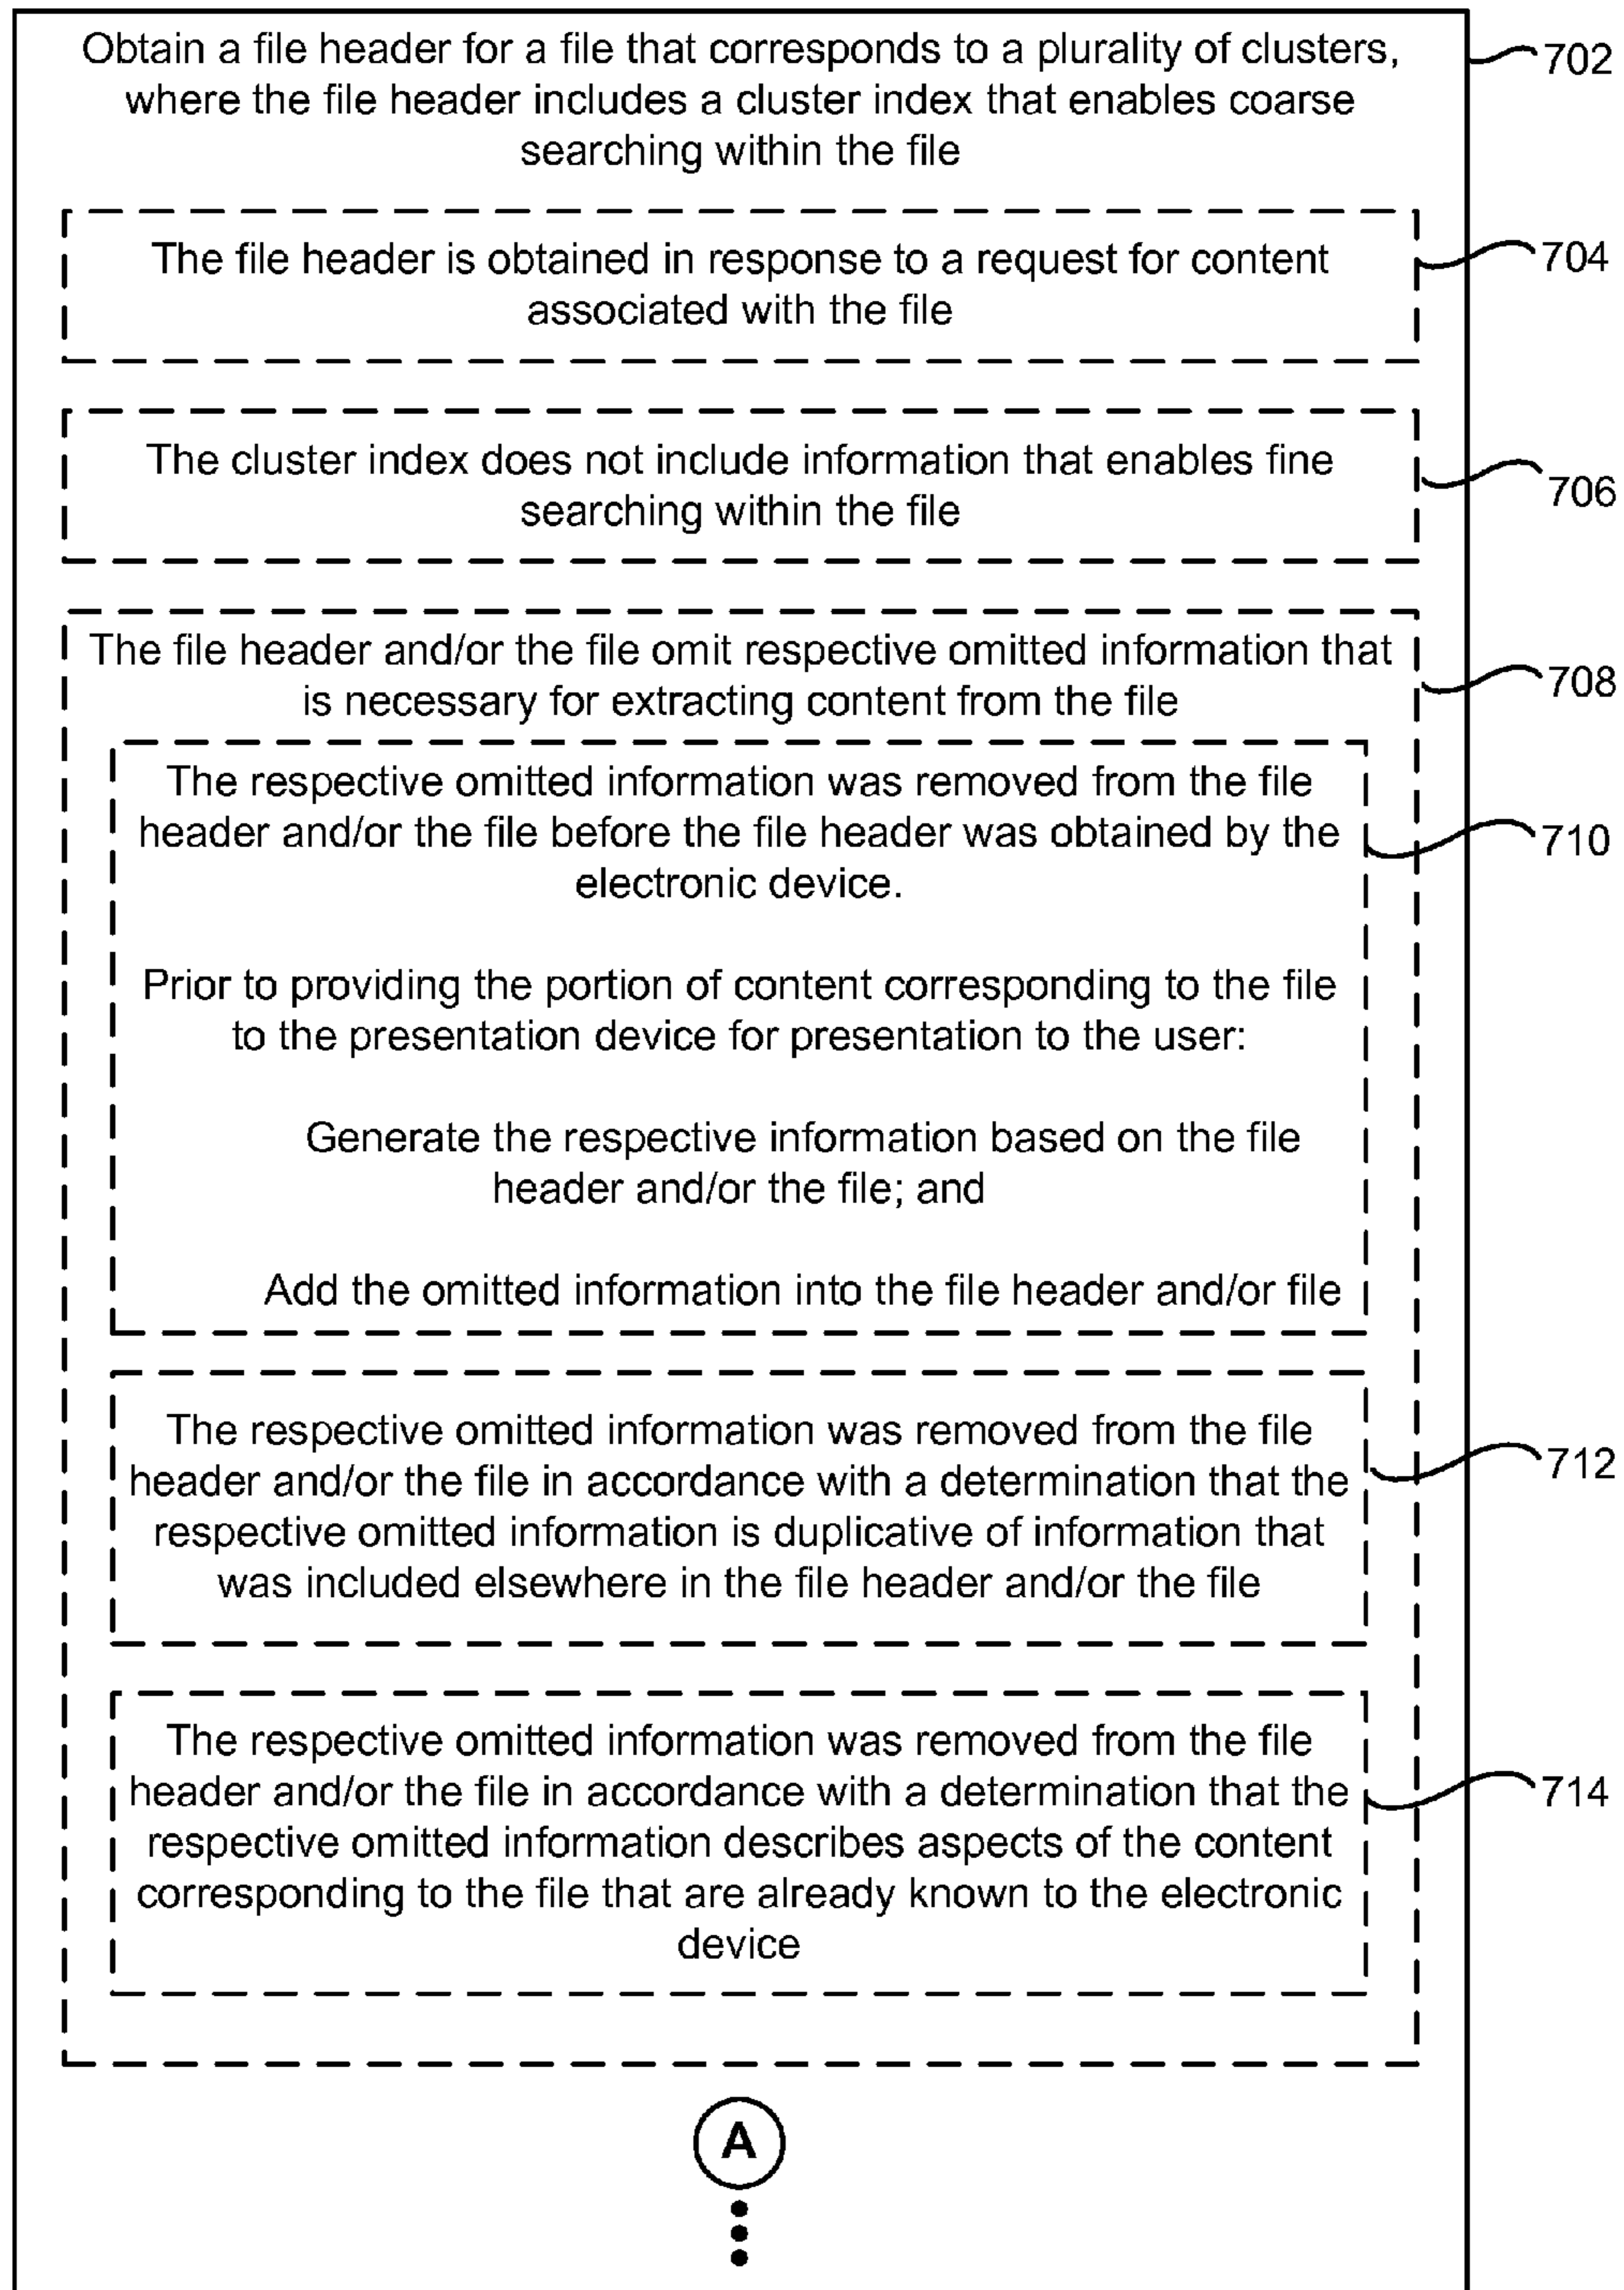 Obtain a file header for a file that corresponds to a plurality of clusters,
where the file header includes a cluster index that enables coarse
searching within the file
702
The file header is obtained in response to a request for content
associated with the file
704
The cluster index does not include information that enables fine
searching within the file
706
The file header and/or the file omit respective omitted information that
is necessary for extracting content from the file
708
The respective omitted information was removed from the file
header and/or the file before the file header was obtained by the
electronic device.
710
Prior to providing the portion of content corresponding to the file
to the presentation device for presentation to the user:
Generate the respective information based on the file
header and/or the file; and
Add the omitted information into the file header and/or file
The respective omitted information was removed from the file
header and/or the file in accordance with a determination that the
respective omitted information is duplicative of information that
was included elsewhere in the file header and/or the file
712
The respective omitted information was removed from the file
header and/or the file in accordance with a determination that the
respective omitted information describes aspects of the content
corresponding to the file that are already known to the electronic
device
714
A